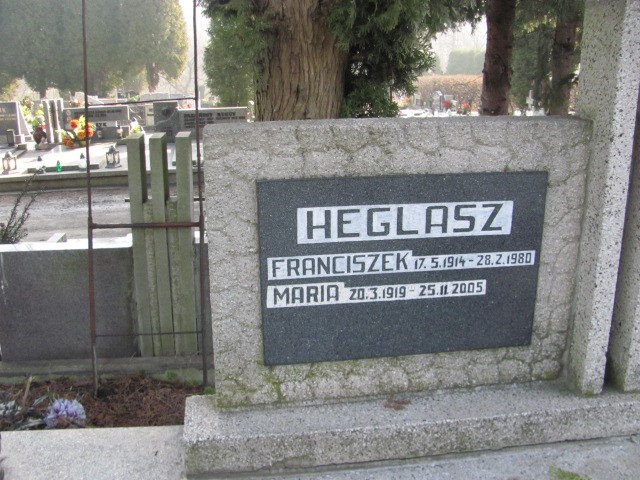 HEGLASZ
FRANCISZEK 17.5.1914 - 28.2.1980
MARIA 20.3.1919 - 25.11.2005